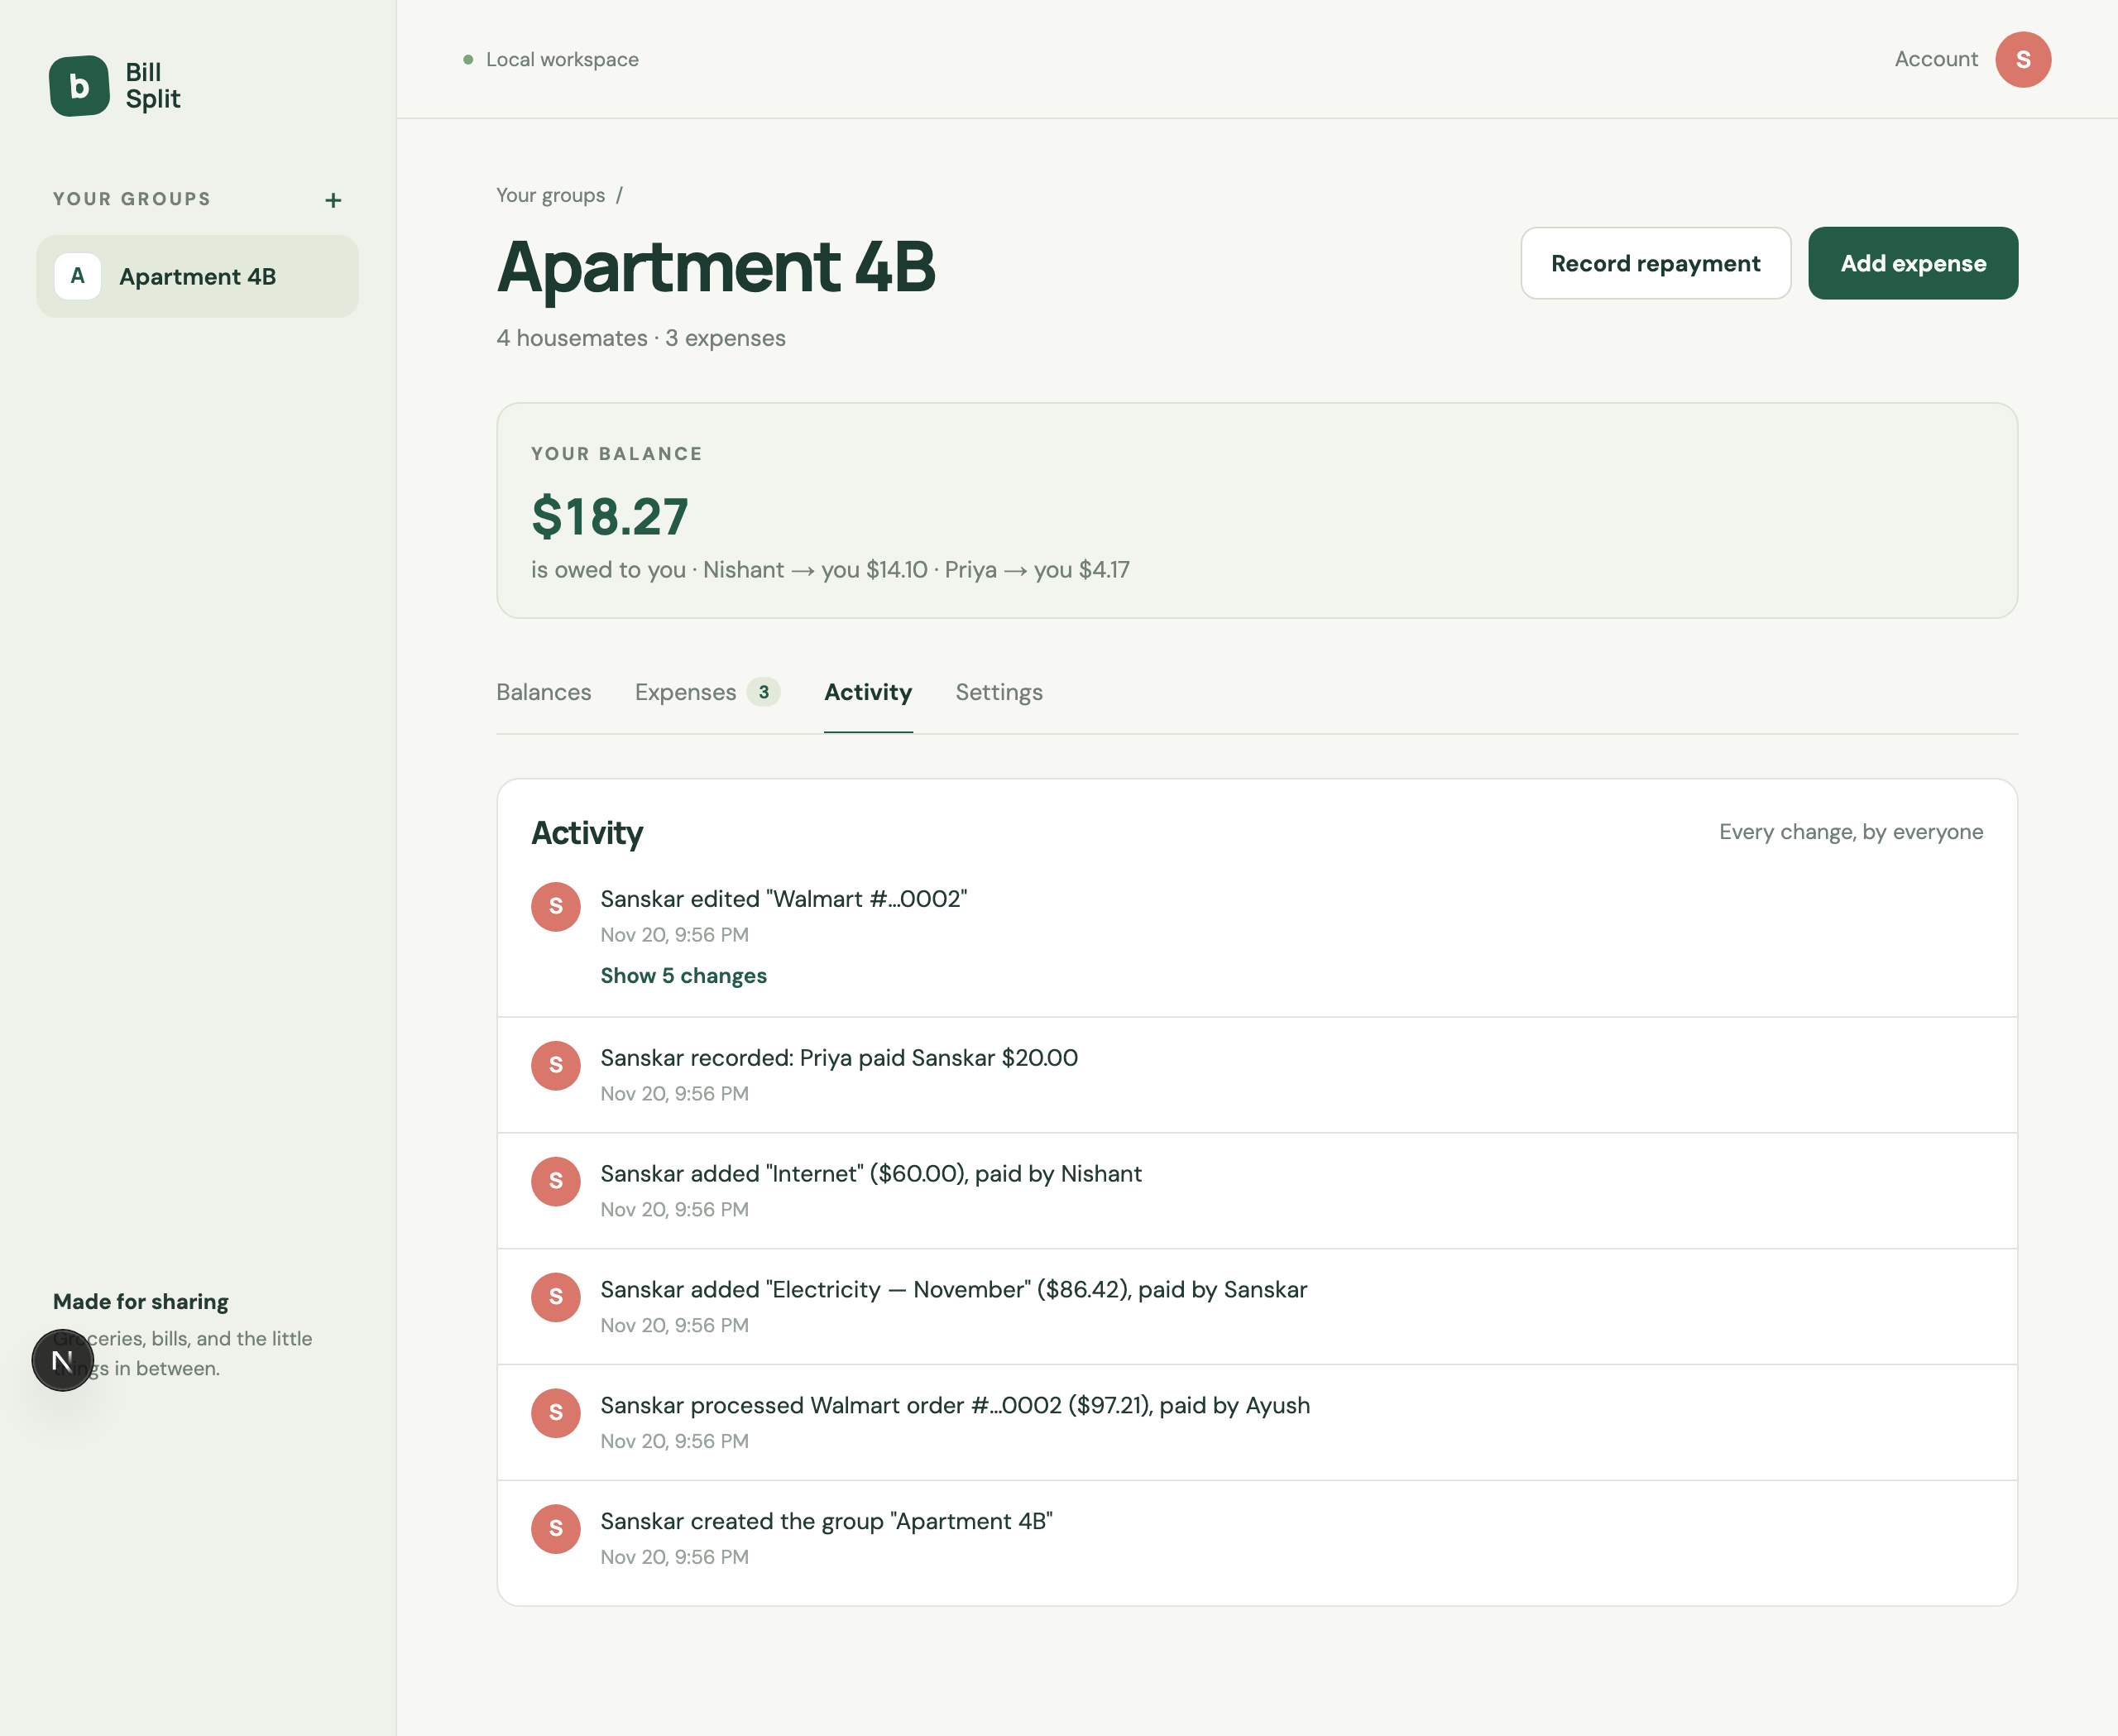 b
Bill
Split
YOUR GROUPS +
A Apartment 4B
Made for sharing
Groceries, bills, and the little
things in between.
N
Local workspace
Account S
Your groups /
Apartment 4B
Record repayment
Add expense
4 housemates · 3 expenses
YOUR BALANCE
$18.27
is owed to you · Nishant → you $14.10 · Priya → you $4.17
Balances Expenses 3 Activity Settings
Activity
Every change, by everyone
S Sanskar edited "Walmart #…0002"
Nov 20, 9:56 PM
Show 5 changes
S Sanskar recorded: Priya paid Sanskar $20.00
Nov 20, 9:56 PM
S Sanskar added "Internet" ($60.00), paid by Nishant
Nov 20, 9:56 PM
S Sanskar added "Electricity — November" ($86.42), paid by Sanskar
Nov 20, 9:56 PM
S Sanskar processed Walmart order #…0002 ($97.21), paid by Ayush
Nov 20, 9:56 PM
S Sanskar created the group "Apartment 4B"
Nov 20, 9:56 PM